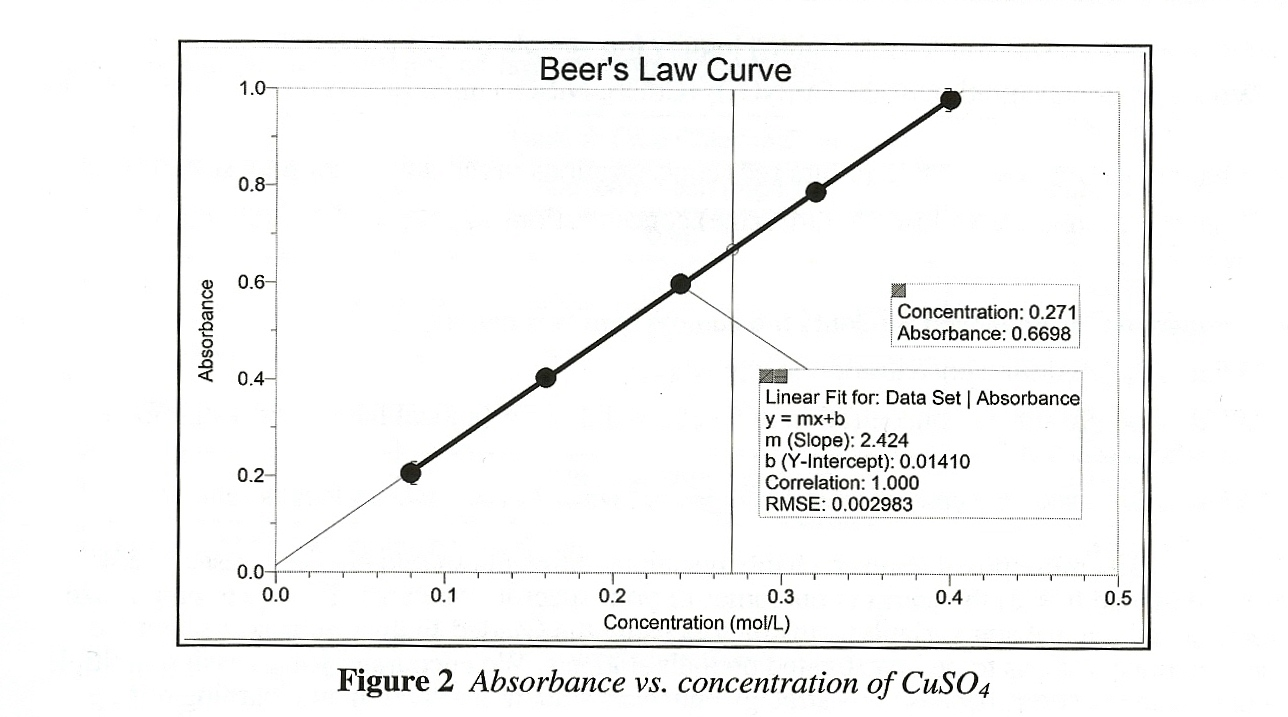 Beer's Law Curve
1.0
0.8
0.6
0.4
0.2
0.0
Absorbance
Concentration: 0.271
Absorbance: 0.6698
Linear Fit for: Data Set | Absorbance
y = mx+b
m (Slope): 2.424
b (Y-Intercept): 0.01410
Correlation: 1.000
RMSE: 0.002983
0.0 0.1 0.2 0.3 0.4 0.5
Concentration (mol/L)
Figure 2 Absorbance vs. concentration of CuSO4